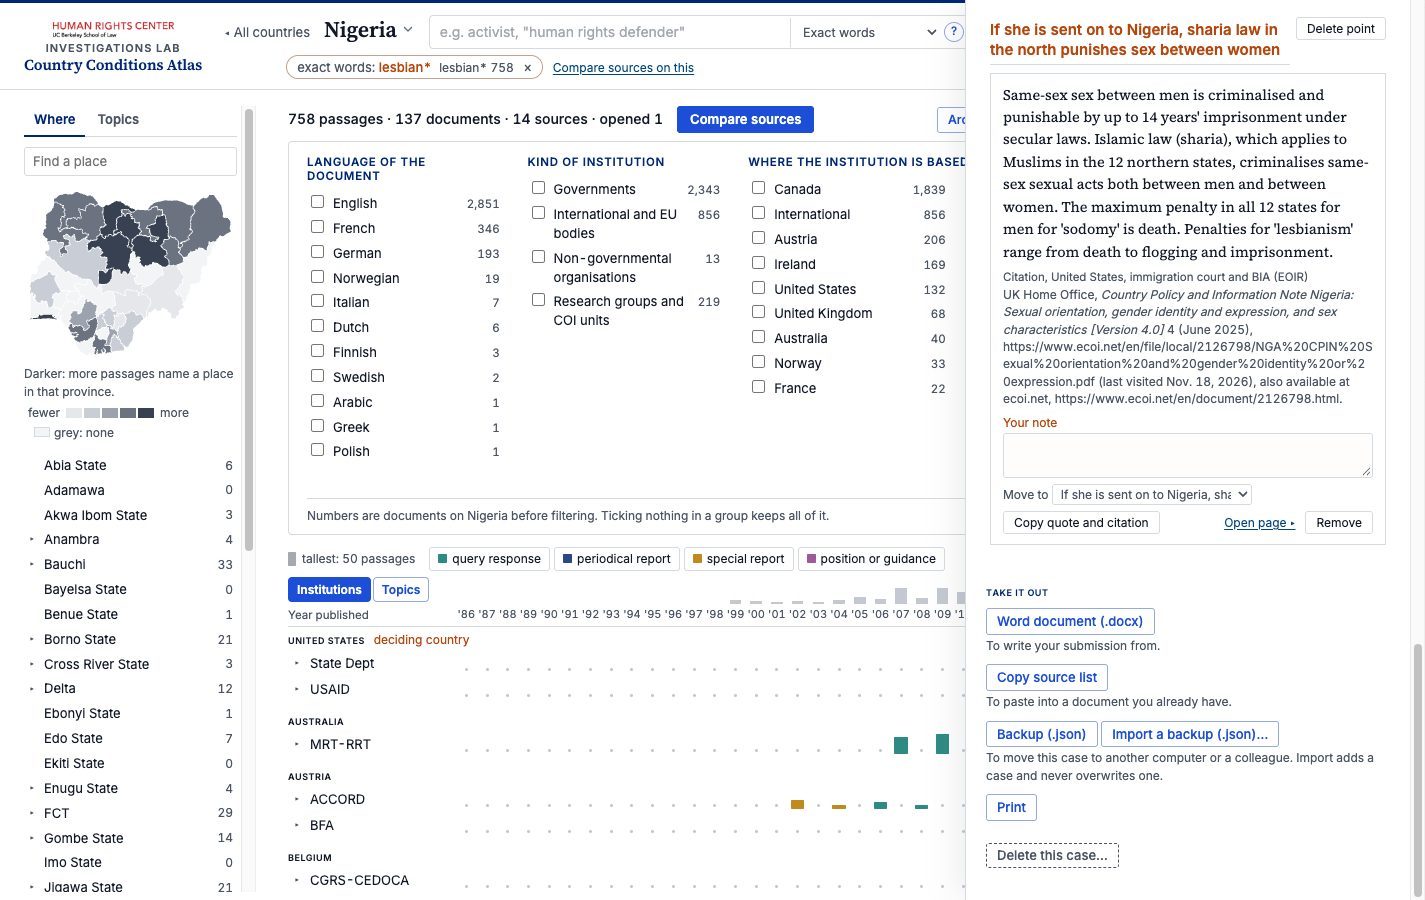 HUMAN RIGHTS CENTER
UC Berkeley School of Law
INVESTIGATIONS LAB
Country Conditions Atlas
◂ All countries
Nigeria
e.g. activist, "human rights defender"
Exact words
?
exact words: lesbian* lesbian* 758 ×
Compare sources on this
Where
Topics
Find a place
Darker: more passages name a place
in that province.
fewer more
grey: none
Abia State 6
Adamawa 0
Akwa Ibom State 3
Anambra 4
Bauchi 33
Bayelsa State 0
Benue State 1
Borno State 21
Cross River State 3
Delta 12
Ebonyi State 1
Edo State 7
Ekiti State 0
Enugu State 4
FCT 29
Gombe State 14
Imo State 0
Jigawa State 21
758 passages · 137 documents · 14 sources · opened 1
Compare sources
Arc
LANGUAGE OF THE
DOCUMENT
English 2,851
French 346
German 193
Norwegian 19
Italian 7
Dutch 6
Finnish 3
Swedish 2
Arabic 1
Greek 1
Polish 1
KIND OF INSTITUTION
Governments 2,343
International and EU 856
bodies
Non-governmental 13
organisations
Research groups and 219
COI units
WHERE THE INSTITUTION IS BASED
Canada 1,839
International 856
Austria 206
Ireland 169
United States 132
United Kingdom 68
Australia 40
Norway 33
France 22
Numbers are documents on Nigeria before filtering. Ticking nothing in a group keeps all of it.
tallest: 50 passages
query response
periodical report
special report
position or guidance
Institutions
Topics
Year published
'86 '87 '88 '89 '90 '91 '92 '93 '94 '95 '96 '97 '98 '99 '00 '01 '02 '03 '04 '05 '06 '07 '08 '09 '1
UNITED STATES deciding country
State Dept
USAID
AUSTRALIA
MRT-RRT
AUSTRIA
ACCORD
BFA
BELGIUM
CGRS-CEDOCA
If she is sent on to Nigeria, sharia law in
the north punishes sex between women
Delete point
Same-sex sex between men is criminalised and
punishable by up to 14 years' imprisonment under
secular laws. Islamic law (sharia), which applies to
Muslims in the 12 northern states, criminalises same-
sex sexual acts both between men and between
women. The maximum penalty in all 12 states for
men for 'sodomy' is death. Penalties for 'lesbianism'
range from death to flogging and imprisonment.
Citation, United States, immigration court and BIA (EOIR)
UK Home Office, Country Policy and Information Note Nigeria:
Sexual orientation, gender identity and expression, and sex
characteristics [Version 4.0] 4 (June 2025),
https://www.ecoi.net/en/file/local/2126798/NGA%20CPIN%20S
exual%20orientation%20and%20gender%20identity%20or%2
0expression.pdf (last visited Nov. 18, 2026), also available at
ecoi.net, https://www.ecoi.net/en/document/2126798.html.
Your note
Move to If she is sent on to Nigeria, sha
Copy quote and citation
Open page ▸
Remove
TAKE IT OUT
Word document (.docx)
To write your submission from.
Copy source list
To paste into a document you already have.
Backup (.json)
Import a backup (.json)...
To move this case to another computer or a colleague. Import adds a
case and never overwrites one.
Print
Delete this case...